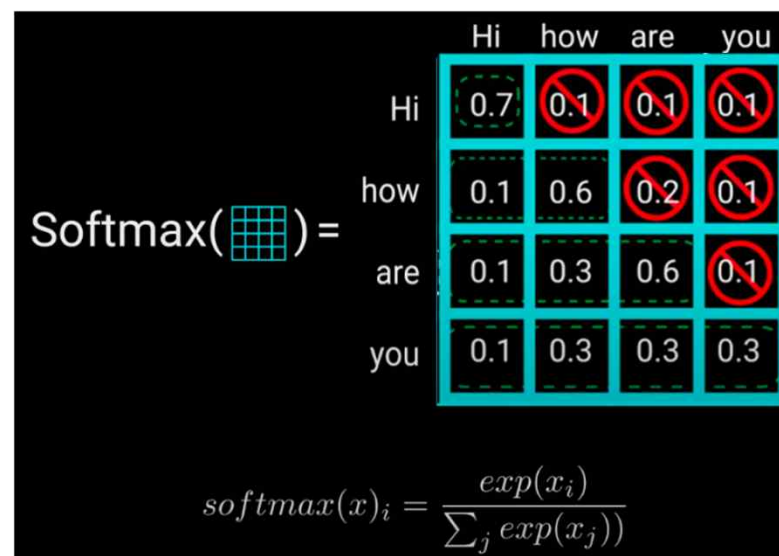 Hi how are you
Hi 0.7 0.1 0.1 0.1
how 0.1 0.6 0.2 0.1
Softmax( ) =
are 0.1 0.3 0.6 0.1
you 0.1 0.3 0.3 0.3
softmax(x)_i = exp(x_i) / ∑_j exp(x_j))